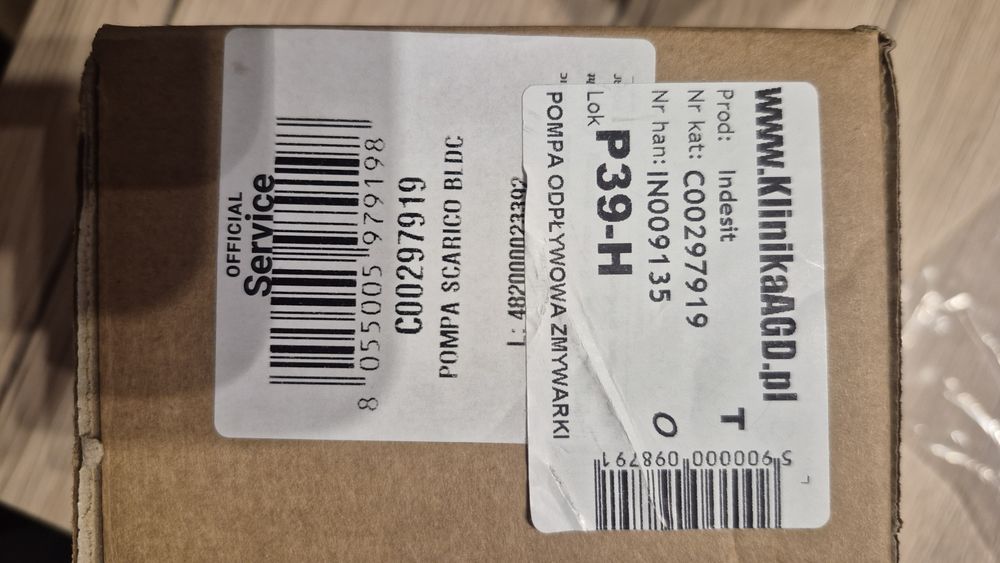 OFFICIAL
Service
8 055005 979198
C00297919
POMPA SCARICO BLDC
www.KlinikaAGD.pl
Prod: Indesit
T
Nr kat: C00297919
Nr han: IN009135
O
Lok P39-H
POMPA ODPŁYWOWA ZMYWARKI
5 900000 098791